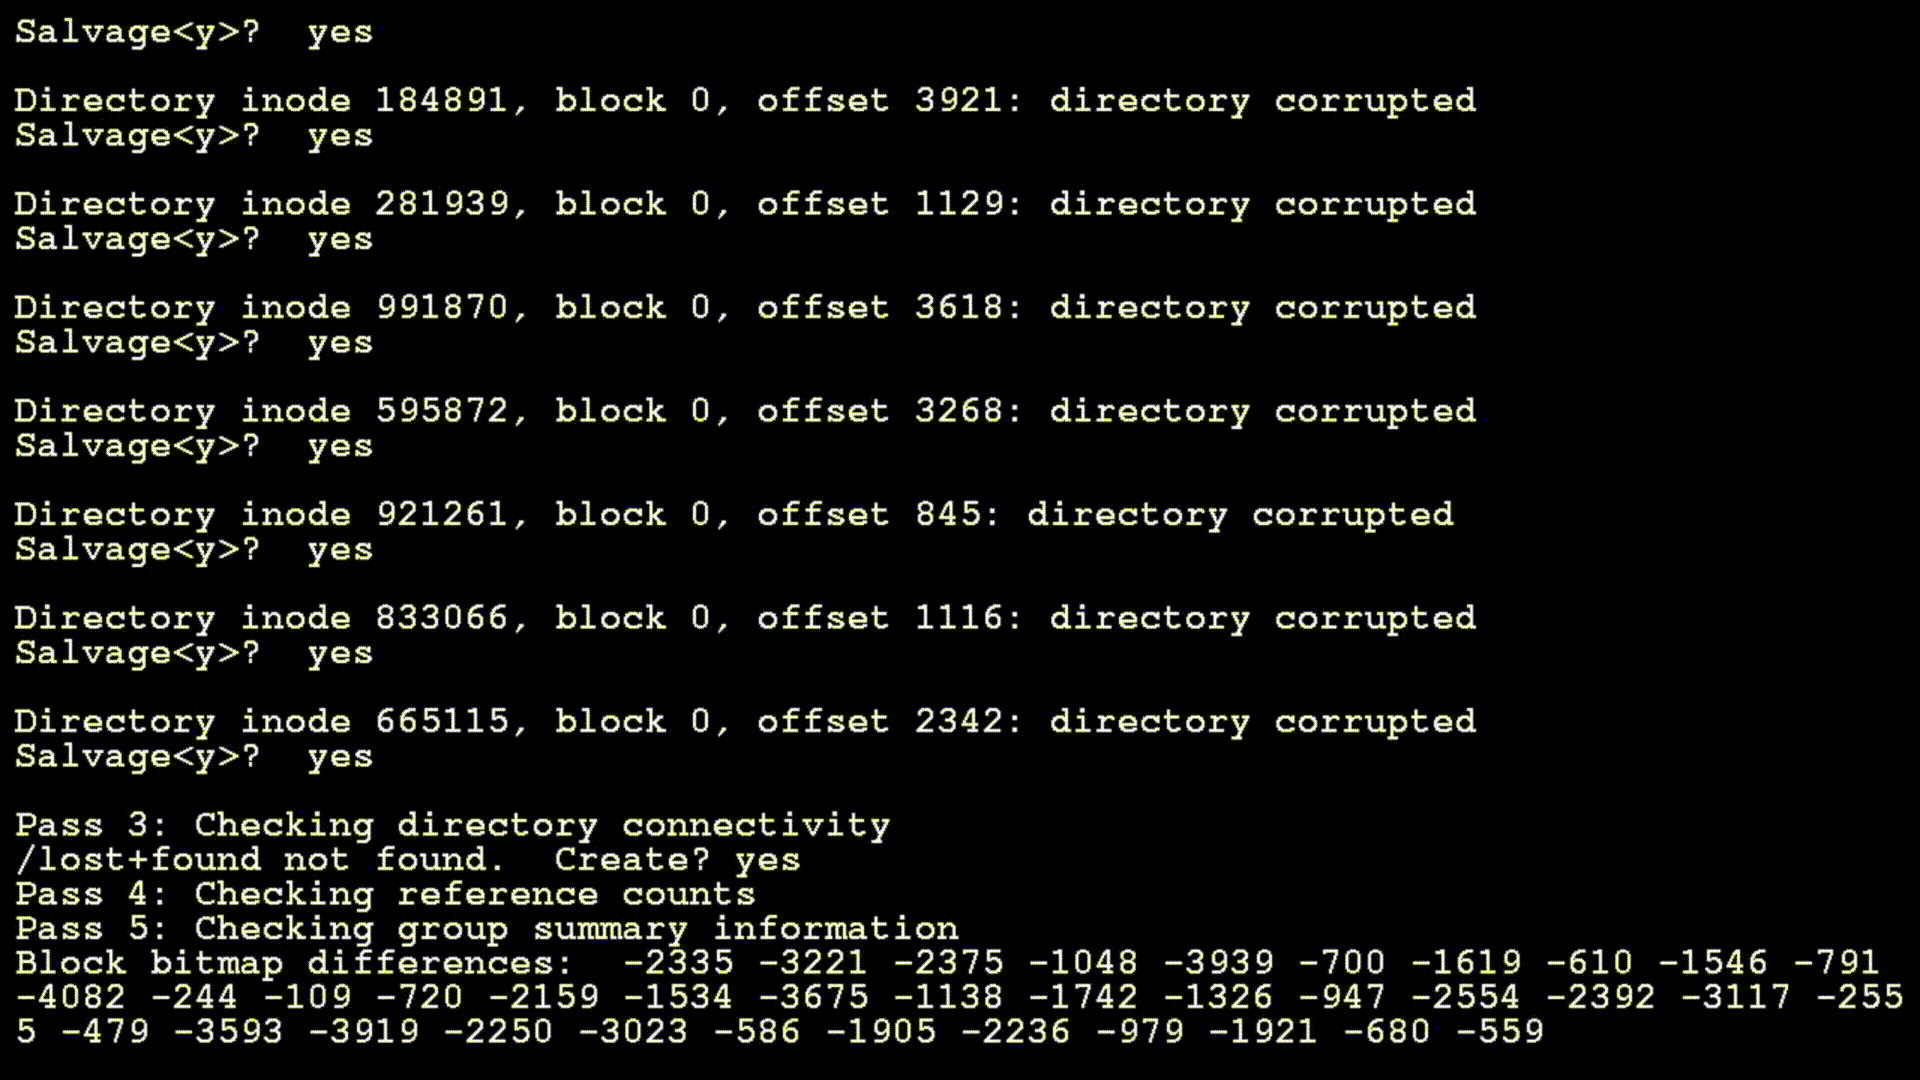 Salvage<y>?  yes
Directory inode 184891, block 0, offset 3921: directory corrupted
Salvage<y>?  yes
Directory inode 281939, block 0, offset 1129: directory corrupted
Salvage<y>?  yes
Directory inode 991870, block 0, offset 3618: directory corrupted
Salvage<y>?  yes
Directory inode 595872, block 0, offset 3268: directory corrupted
Salvage<y>?  yes
Directory inode 921261, block 0, offset 845: directory corrupted
Salvage<y>?  yes
Directory inode 833066, block 0, offset 1116: directory corrupted
Salvage<y>?  yes
Directory inode 665115, block 0, offset 2342: directory corrupted
Salvage<y>?  yes
Pass 3: Checking directory connectivity
/lost+found not found.  Create? yes
Pass 4: Checking reference counts
Pass 5: Checking group summary information
Block bitmap differences:  -2335 -3221 -2375 -1048 -3939 -700 -1619 -610 -1546 -791
-4082 -244 -109 -720 -2159 -1534 -3675 -1138 -1742 -1326 -947 -2554 -2392 -3117 -255
5 -479 -3593 -3919 -2250 -3023 -586 -1905 -2236 -979 -1921 -680 -559